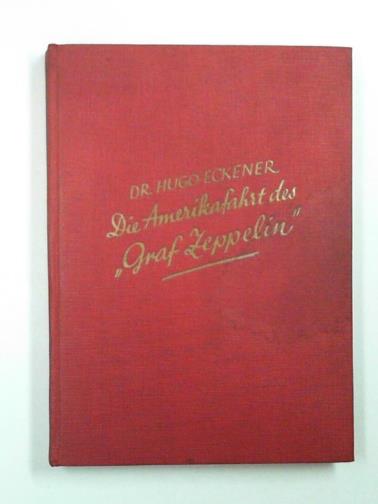 DR. HUGO ECKENER
Die Amerikafahrt des
„Graf Zeppelin"